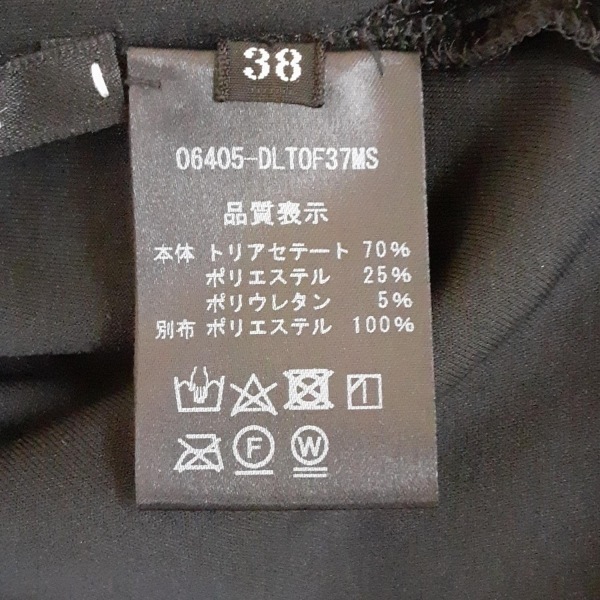 38
06405-DLTOF37MS
品質表示
本体 トリアセテート 70%
ポリエステル 25%
ポリウレタン 5%
別布 ポリエステル 100%
F W